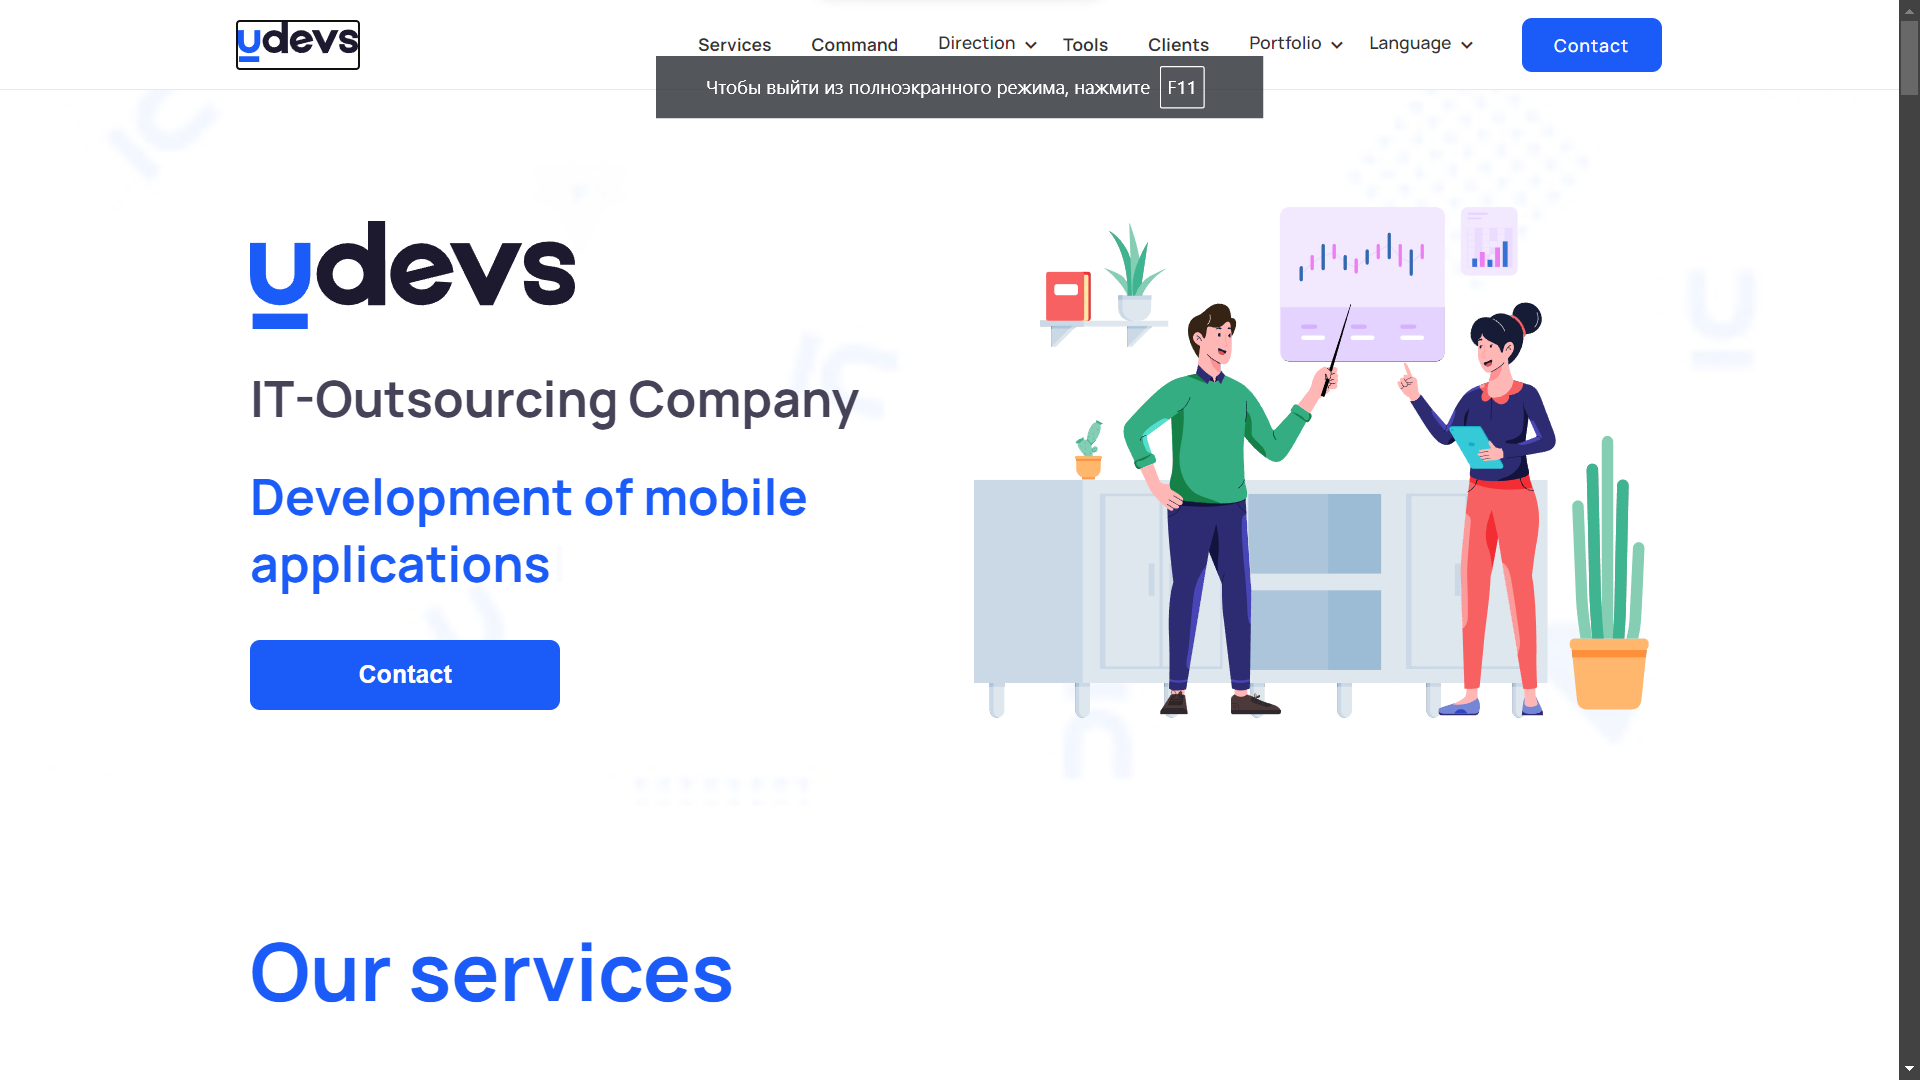 udevs
Services Command Direction Tools Clients Portfolio Language Contact
Чтобы выйти из полноэкранного режима, нажмите F11
udevs
IT-Outsourcing Company
Development of mobile
applications
Contact
Our services